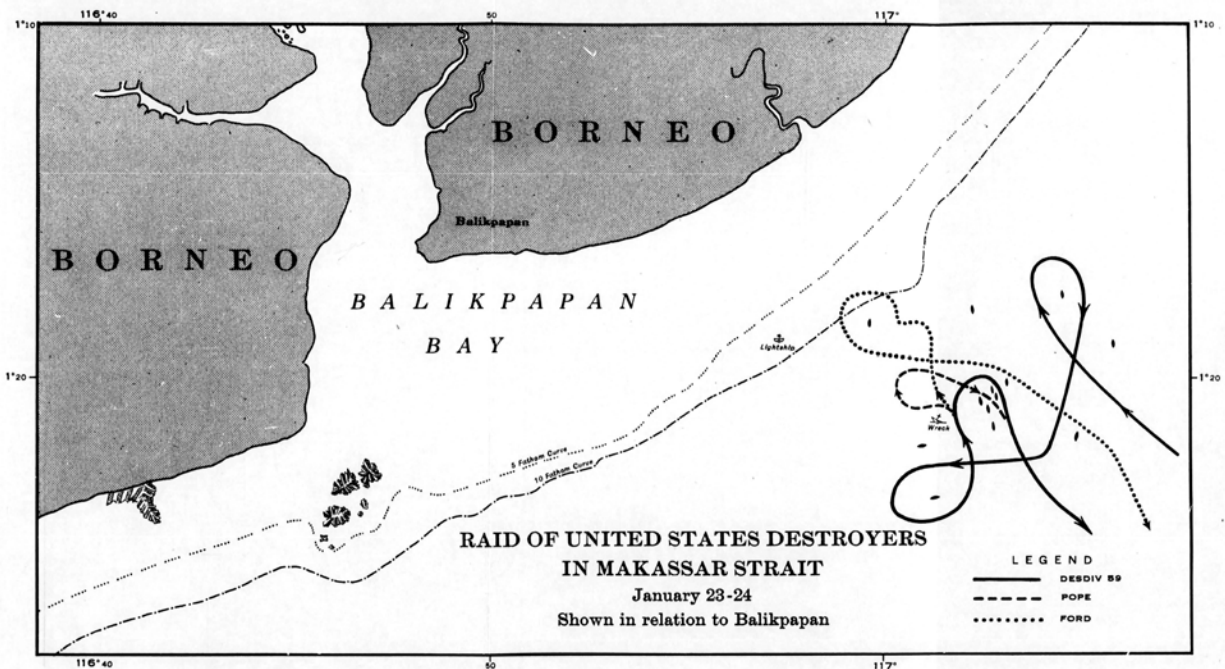 116°40 50 117°
1°10 1°10
BORNEO
Balikpapan
BORNEO
BALIKPAPAN
BAY
Lightship
1°20 1°20
Wreck
5 Fathom Curve
10 Fathom Curve
RAID OF UNITED STATES DESTROYERS
IN MAKASSAR STRAIT
January 23-24
Shown in relation to Balikpapan
LEGEND
DESDIV 59
POPE
FORD
116°40 50 117°